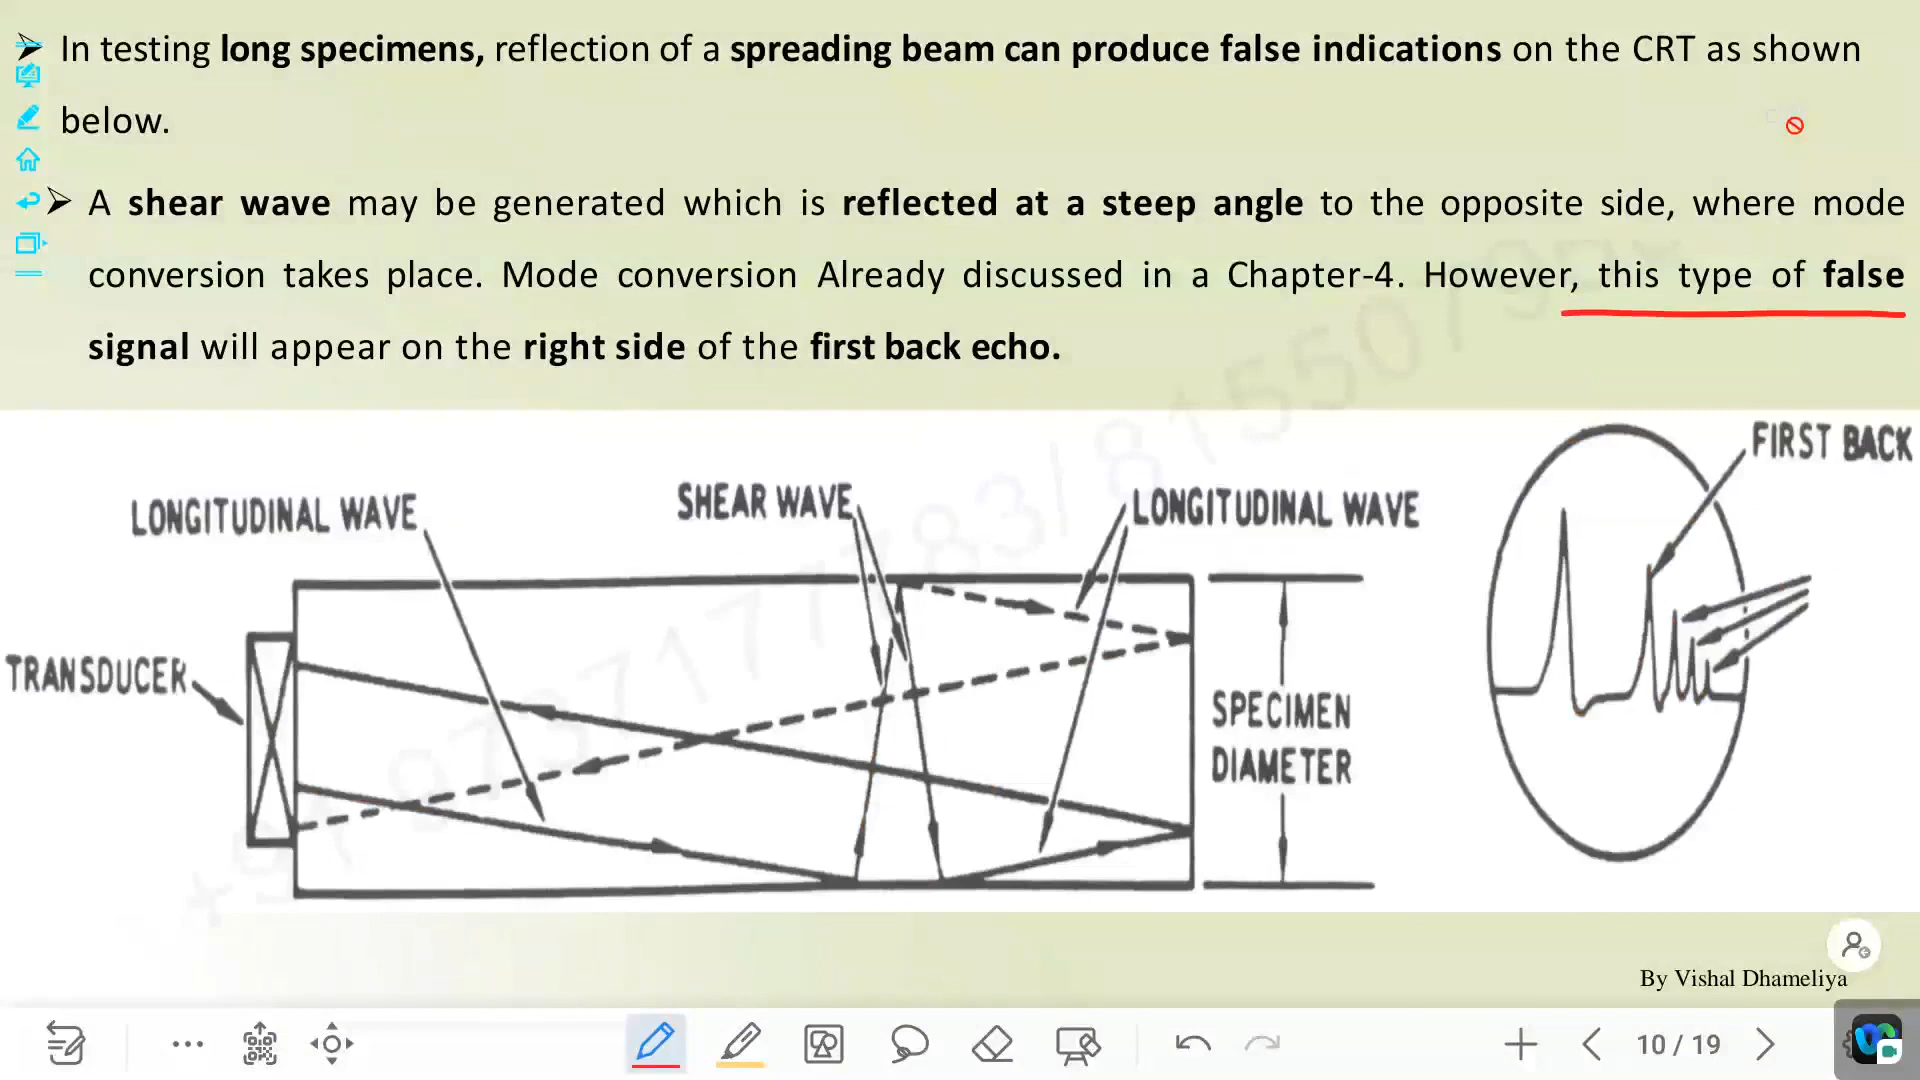 In testing long specimens, reflection of a spreading beam can produce false indications on the CRT as shown
below.
A shear wave may be generated which is reflected at a steep angle to the opposite side, where mode
conversion takes place. Mode conversion Already discussed in a Chapter-4. However, this type of false
signal will appear on the right side of the first back echo.
FIRST BACK
LONGITUDINAL WAVE
SHEAR WAVE
LONGITUDINAL WAVE
TRANSDUCER
SPECIMEN
DIAMETER
By Vishal Dhameliya
10 / 19